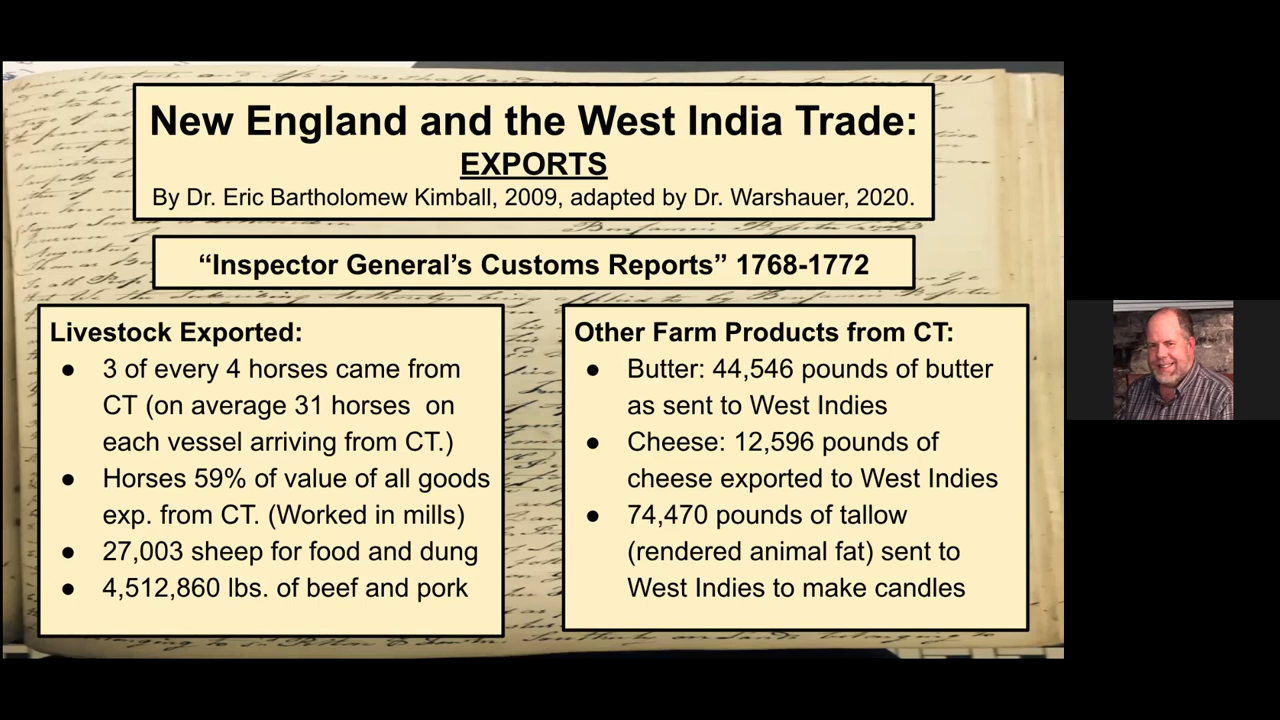 New England and the West India Trade:
EXPORTS
By Dr. Eric Bartholomew Kimball, 2009, adapted by Dr. Warshauer, 2020.
“Inspector General’s Customs Reports” 1768-1772
Livestock Exported:
● 3 of every 4 horses came from
CT (on average 31 horses on
each vessel arriving from CT.)
● Horses 59% of value of all goods
exp. from CT. (Worked in mills)
● 27,003 sheep for food and dung
● 4,512,860 lbs. of beef and pork
Other Farm Products from CT:
● Butter: 44,546 pounds of butter
as sent to West Indies
● Cheese: 12,596 pounds of
cheese exported to West Indies
● 74,470 pounds of tallow
(rendered animal fat) sent to
West Indies to make candles